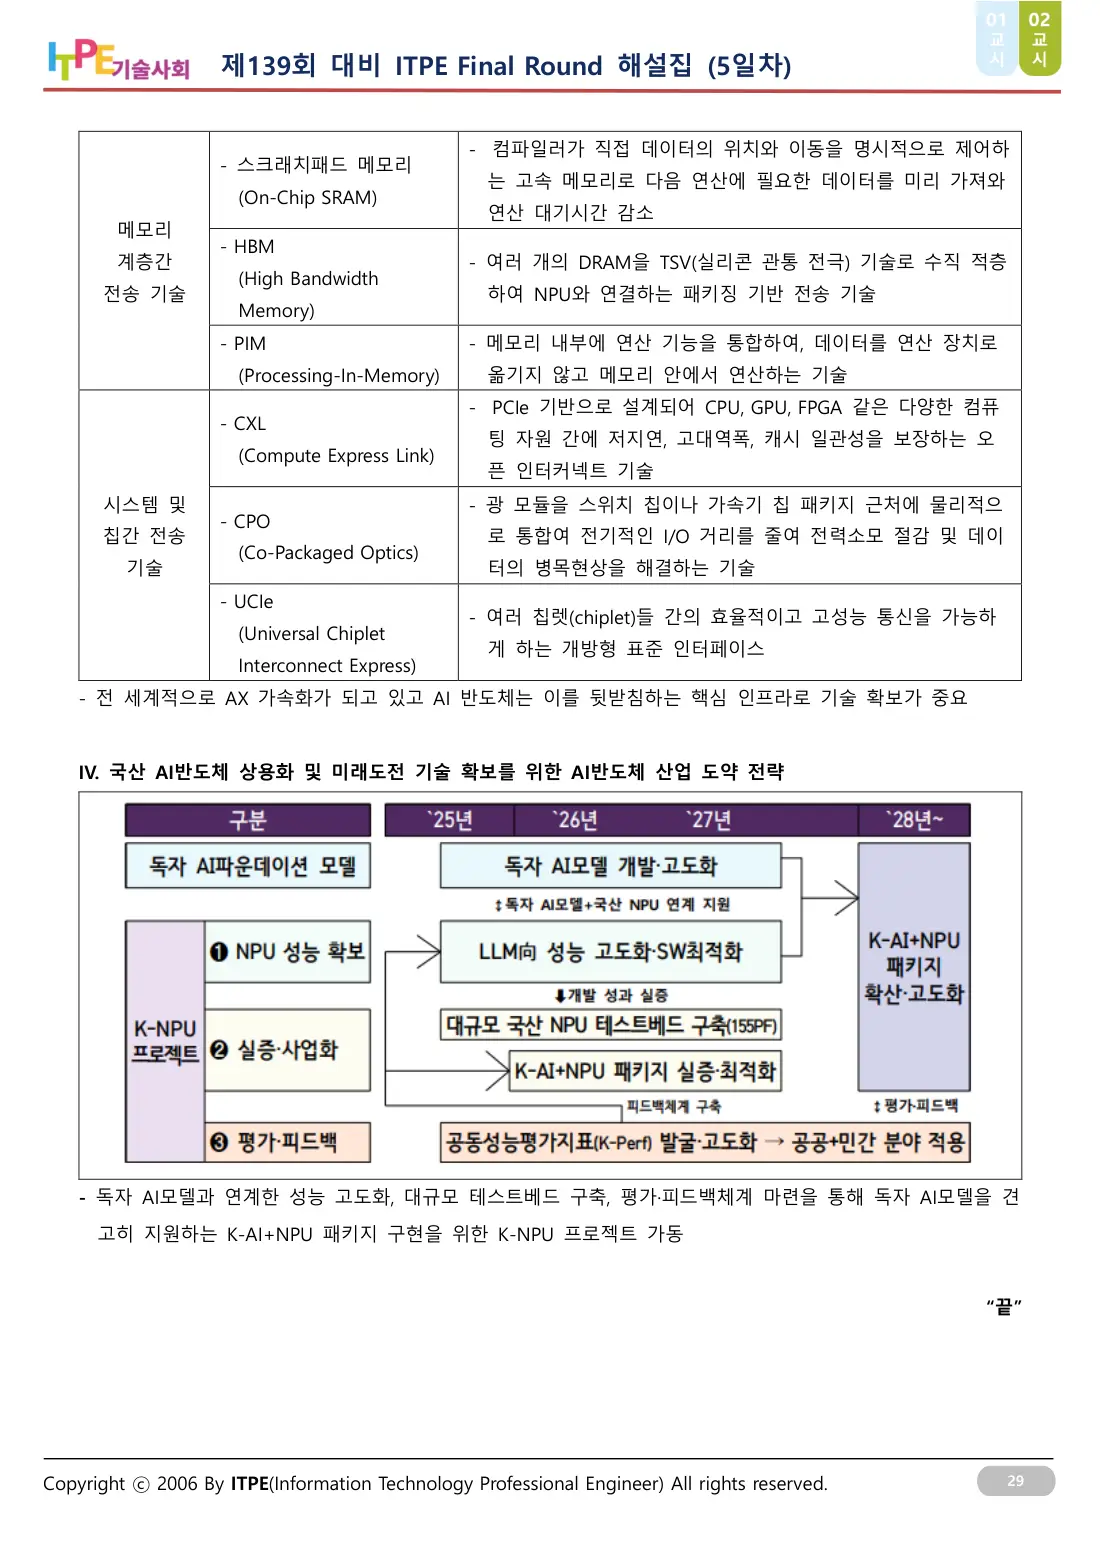 ITPE기술사회 제139회 대비 ITPE Final Round 해설집 (5일차)
01 교시
02 교시
메모리 계층간 전송 기술
- 스크래치패드 메모리
(On-Chip SRAM)
- 컴파일러가 직접 데이터의 위치와 이동을 명시적으로 제어하
는 고속 메모리로 다음 연산에 필요한 데이터를 미리 가져와
연산 대기시간 감소
- HBM
(High Bandwidth
Memory)
- 여러 개의 DRAM을 TSV(실리콘 관통 전극) 기술로 수직 적층
하여 NPU와 연결하는 패키징 기반 전송 기술
- PIM
(Processing-In-Memory)
- 메모리 내부에 연산 기능을 통합하여, 데이터를 연산 장치로
옮기지 않고 메모리 안에서 연산하는 기술
시스템 및
칩간 전송
기술
- CXL
(Compute Express Link)
- PCIe 기반으로 설계되어 CPU, GPU, FPGA 같은 다양한 컴퓨
팅 자원 간에 저지연, 고대역폭, 캐시 일관성을 보장하는 오
픈 인터커넥트 기술
- CPO
(Co-Packaged Optics)
- 광 모듈을 스위치 칩이나 가속기 칩 패키지 근처에 물리적으
로 통합여 전기적인 I/O 거리를 줄여 전력소모 절감 및 데이
터의 병목현상을 해결하는 기술
- UCIe
(Universal Chiplet
Interconnect Express)
- 여러 칩렛(chiplet)들 간의 효율적이고 고성능 통신을 가능하
게 하는 개방형 표준 인터페이스
- 전 세계적으로 AX 가속화가 되고 있고 AI 반도체는 이를 뒷받침하는 핵심 인프라로 기술 확보가 중요
IV. 국산 AI반도체 상용화 및 미래도전 기술 확보를 위한 AI반도체 산업 도약 전략
구분 `25년 `26년 `27년 `28년~
독자 AI파운데이션 모델
독자 AI모델 개발·고도화
↕독자 AI모델+국산 NPU 연계 지원
K-NPU
프로젝트
❶ NPU 성능 확보
LLM向 성능 고도화·SW최적화
⬇개발 성과 실증
❷ 실증·사업화
대규모 국산 NPU 테스트베드 구축(155PF)
K-AI+NPU 패키지 실증·최적화
피드백체계 구축
K-AI+NPU
패키지
확산·고도화
↕평가·피드백
❸ 평가·피드백
공동성능평가지표(K-Perf) 발굴·고도화 → 공공+민간 분야 적용
- 독자 AI모델과 연계한 성능 고도화, 대규모 테스트베드 구축, 평가·피드백체계 마련을 통해 독자 AI모델을 견
고히 지원하는 K-AI+NPU 패키지 구현을 위한 K-NPU 프로젝트 가동
“끝”
Copyright ⓒ 2006 By ITPE(Information Technology Professional Engineer) All rights reserved.
29